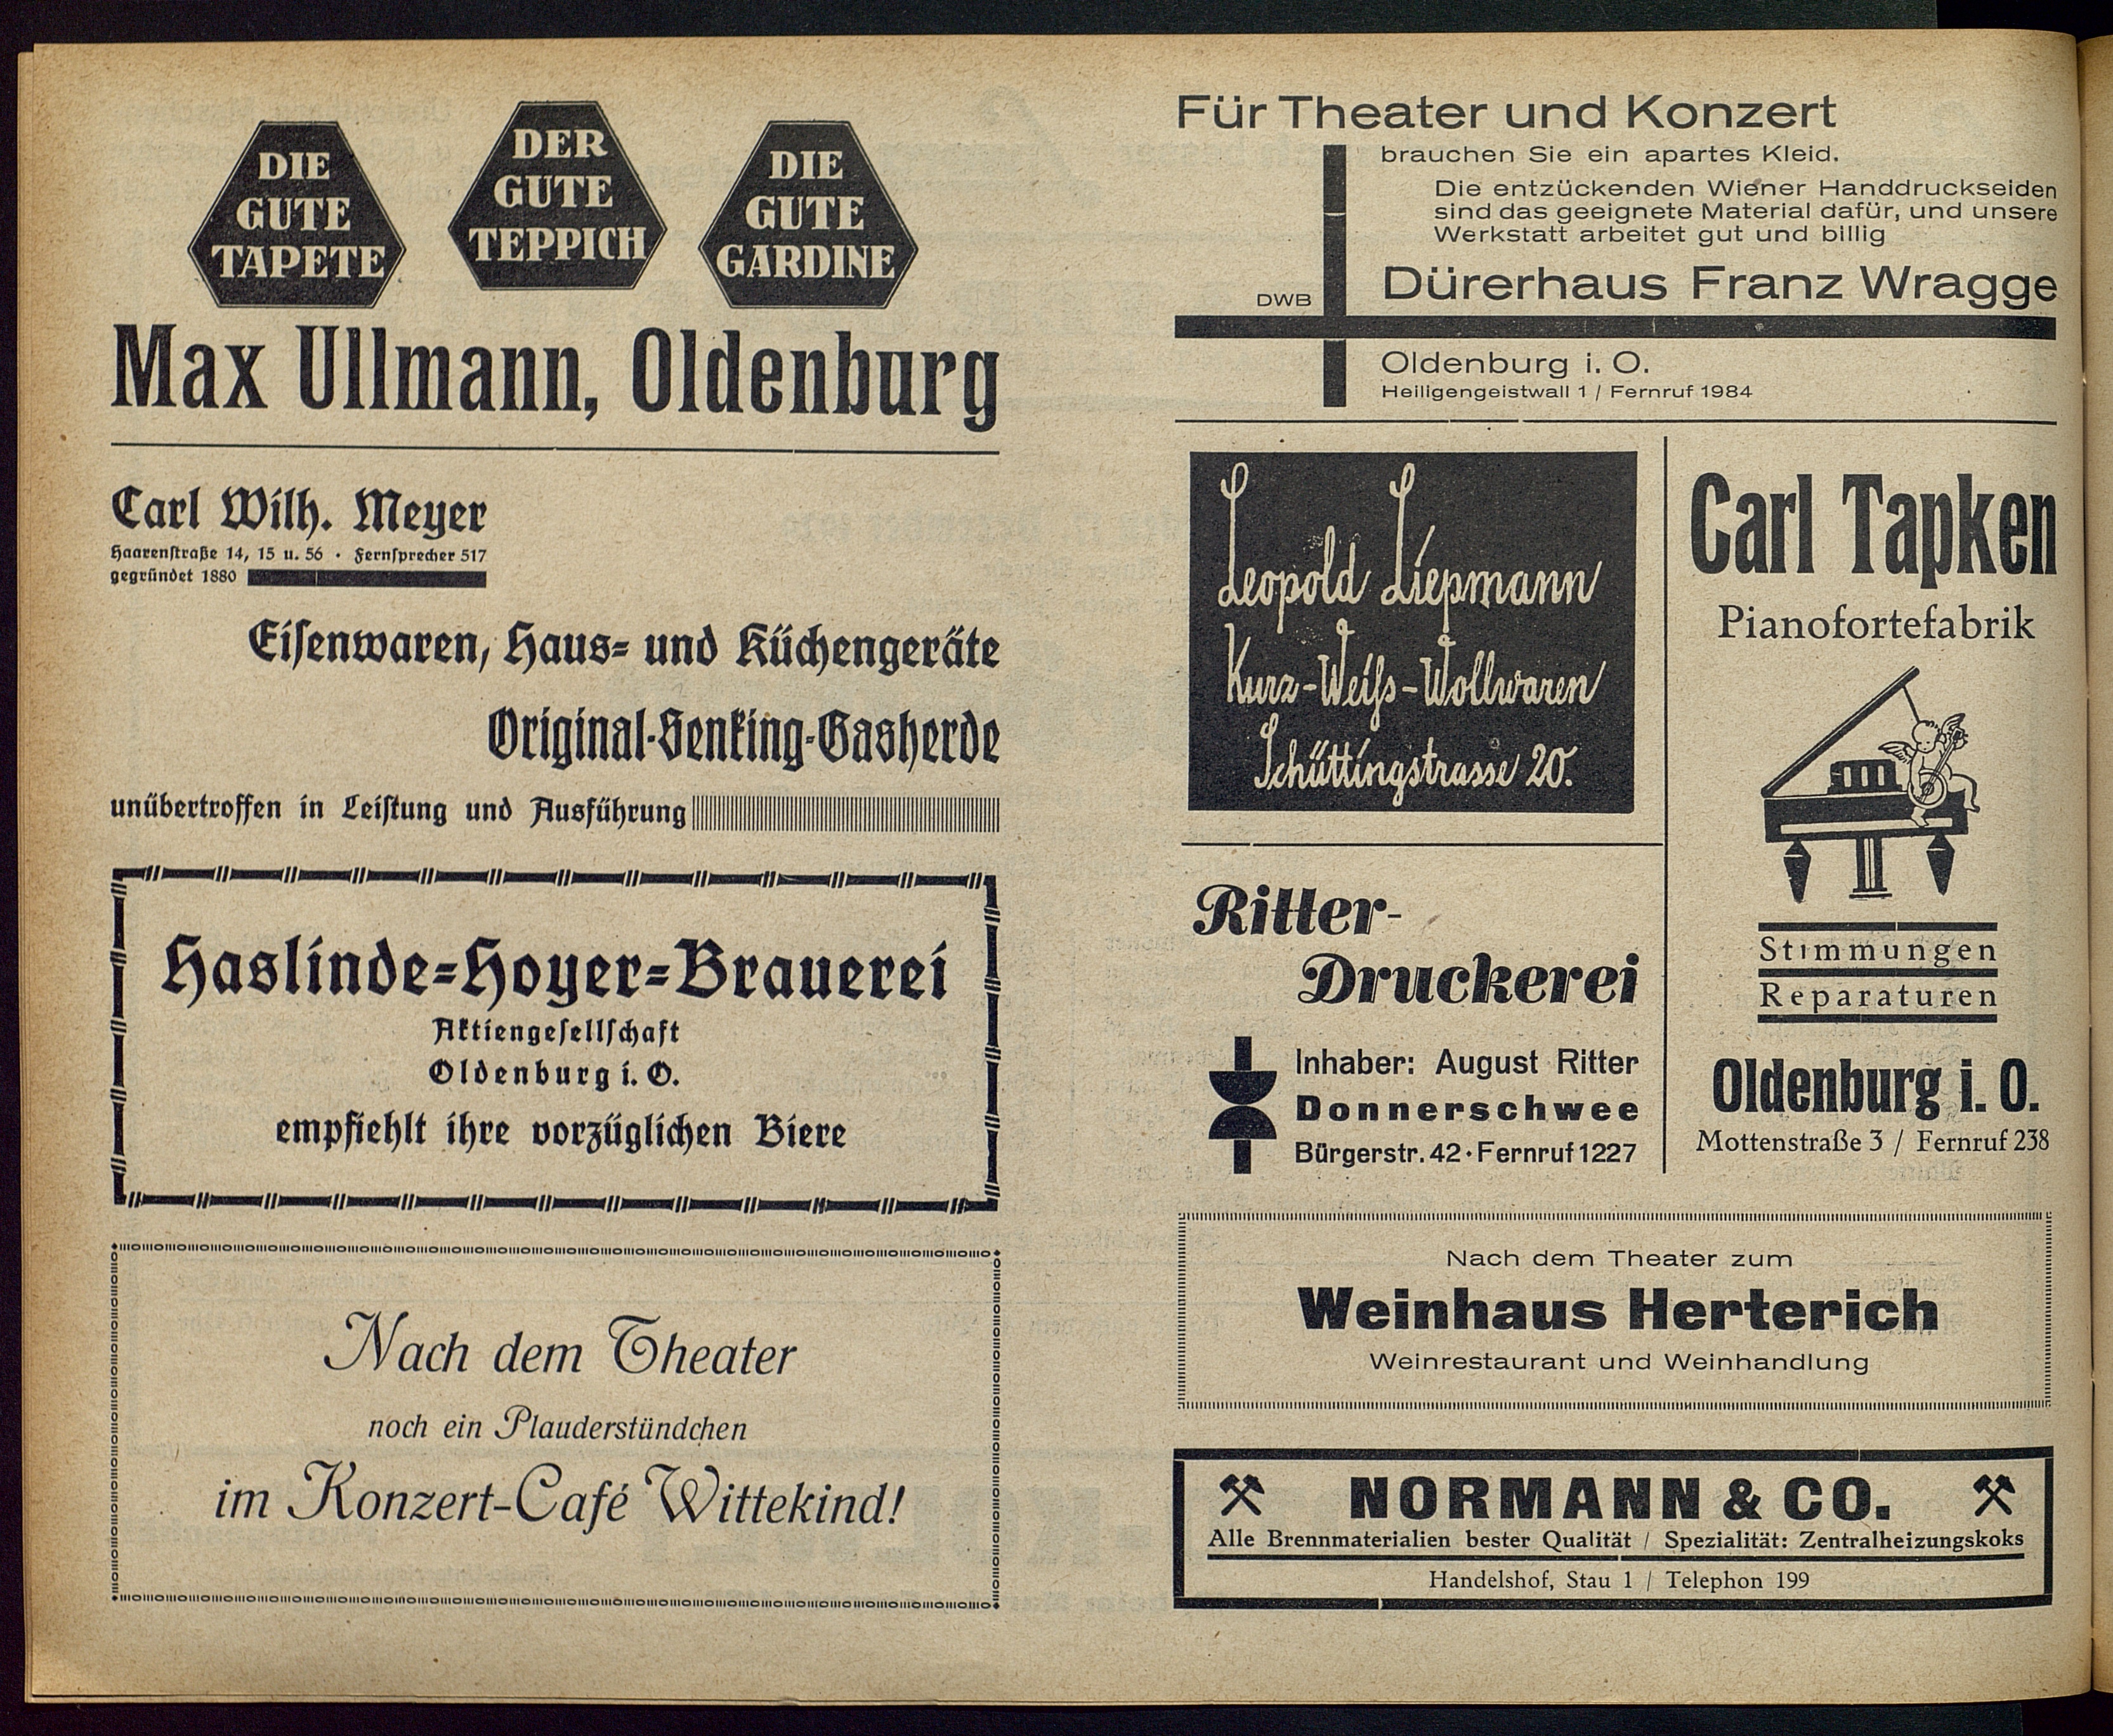 DIE
GUTE
TAPETE
DER
GUTE
TEPPICH
DIE
GUTE
GARDINE
Max Ullmann, Oldenburg
Carl Wilh. Meyer
Haarenſtraße 14, 15 u. 56 · Fernſprecher 517
gegründet 1880
Eiſenwaren, Haus- und Küchengeräte
Original-Senking-Gasherde
unübertroffen in Leiſtung und Ausführung
Haslinde-Hoyer-Brauerei
Aktiengeſellſchaft
Oldenburg i. O.
empfiehlt ihre vorzüglichen Biere
Nach dem Theater
noch ein Plauderstündchen
im Konzert-Café Wittekind!
Für Theater und Konzert
brauchen Sie ein apartes Kleid.
Die entzückenden Wiener Handdruckseiden
sind das geeignete Material dafür, und unsere
Werkstatt arbeitet gut und billig
DWB
Dürerhaus Franz Wragge
Oldenburg i. O.
Heiligengeistwall 1 / Fernruf 1984
Leopold Liepmann
Kurz-Weiſs-Wollwaren
Schüttingstrasse 20.
Ritter-
Druckerei
Inhaber: August Ritter
Donnerschwee
Bürgerstr. 42 · Fernruf 1227
Carl Tapken
Pianofortefabrik
Stimmungen
Reparaturen
Oldenburg i. O.
Mottenstraße 3 / Fernruf 238
Nach dem Theater zum
Weinhaus Herterich
Weinrestaurant und Weinhandlung
NORMANN & CO.
Alle Brennmaterialien bester Qualität / Spezialität: Zentralheizungskoks
Handelshof, Stau 1 / Telephon 199